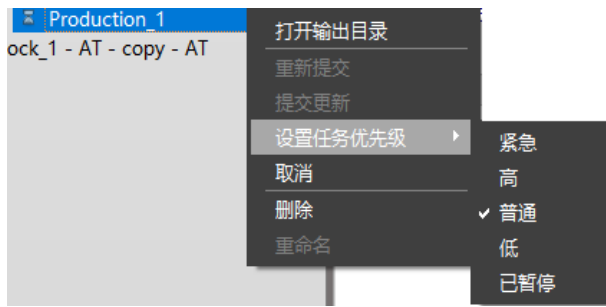 Production_1
ock_1 - AT - copy - AT
打开输出目录
重新提交
提交更新
设置任务优先级
取消
删除
重命名
紧急
高
普通
低
已暂停